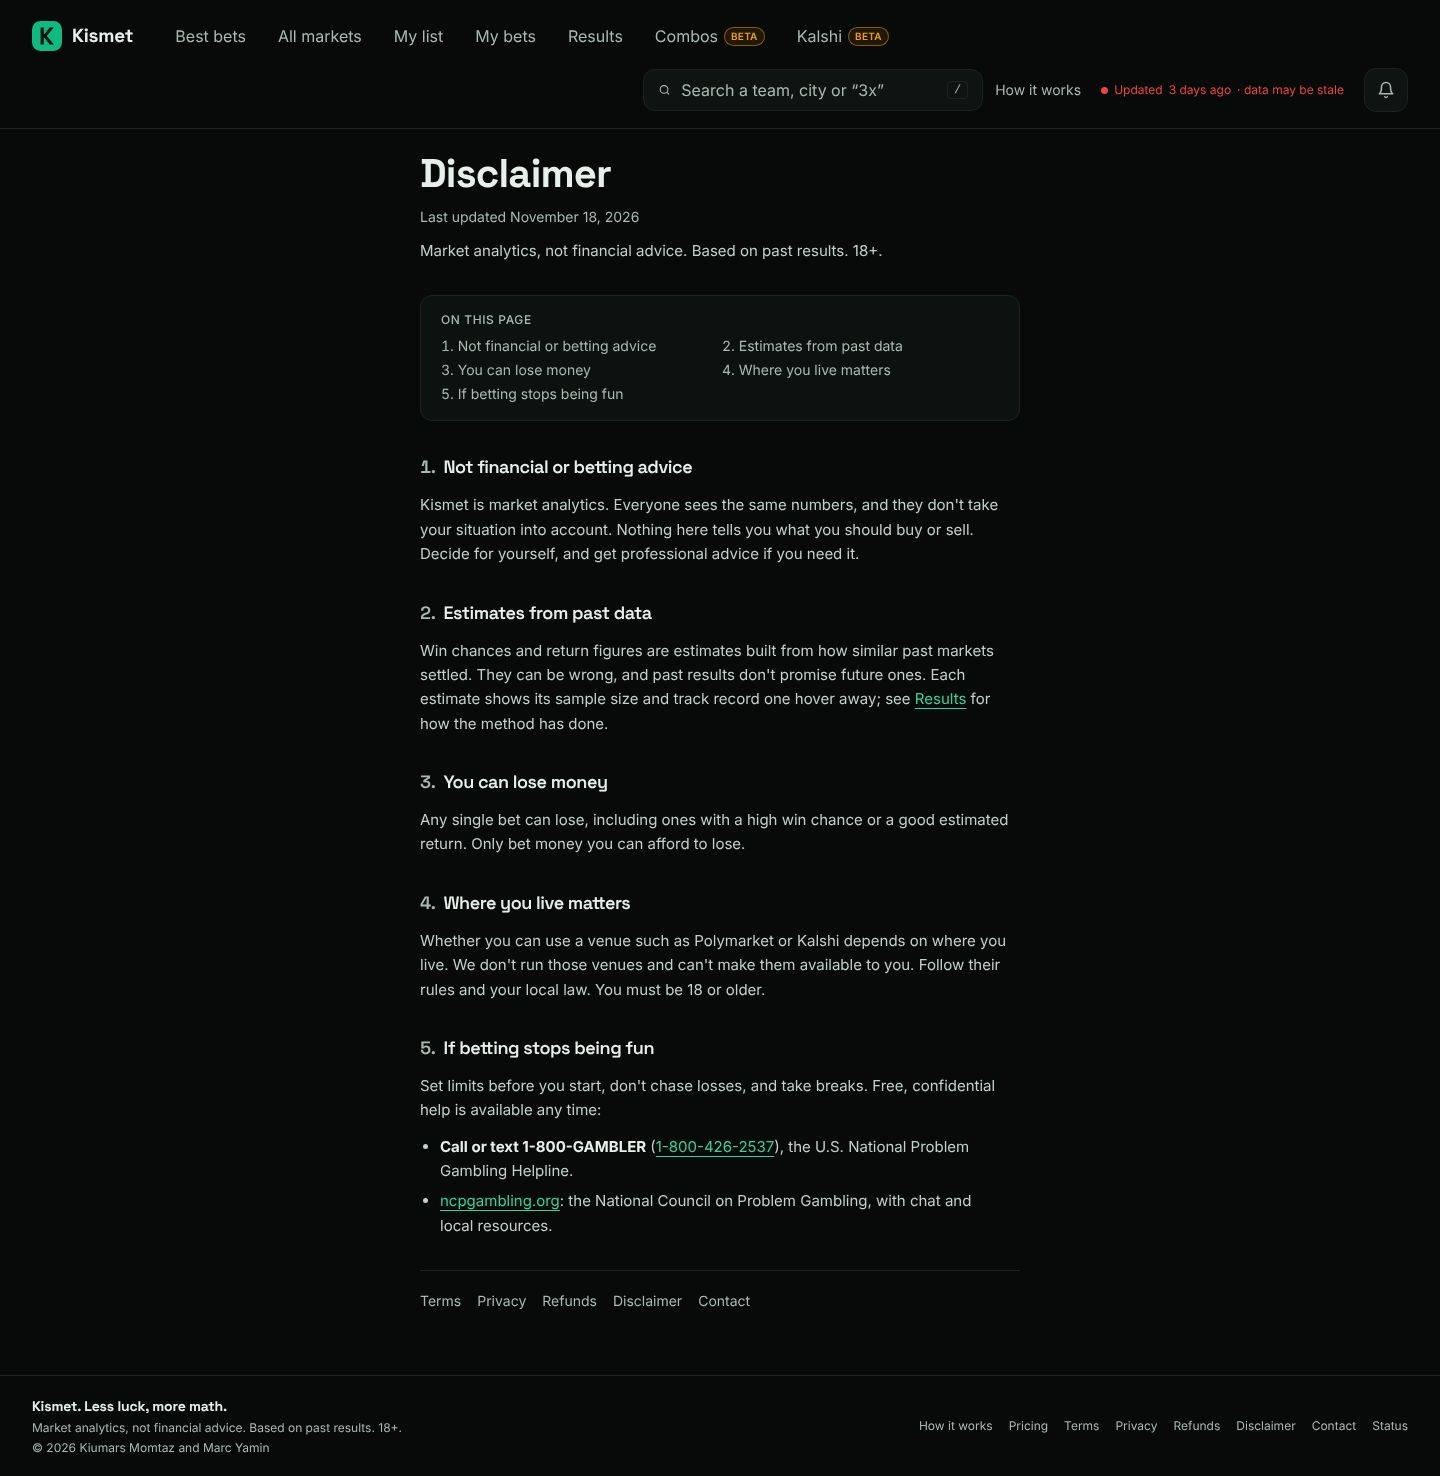 Kismet
Best bets
All markets
My list
My bets
Results
Combos BETA
Kalshi BETA
Search a team, city or “3x” /
How it works
Updated 3 days ago · data may be stale
Disclaimer
Last updated November 18, 2026
Market analytics, not financial advice. Based on past results. 18+.
ON THIS PAGE
1. Not financial or betting advice
2. Estimates from past data
3. You can lose money
4. Where you live matters
5. If betting stops being fun
1. Not financial or betting advice
Kismet is market analytics. Everyone sees the same numbers, and they don't take
your situation into account. Nothing here tells you what you should buy or sell.
Decide for yourself, and get professional advice if you need it.
2. Estimates from past data
Win chances and return figures are estimates built from how similar past markets
settled. They can be wrong, and past results don't promise future ones. Each
estimate shows its sample size and track record one hover away; see Results for
how the method has done.
3. You can lose money
Any single bet can lose, including ones with a high win chance or a good estimated
return. Only bet money you can afford to lose.
4. Where you live matters
Whether you can use a venue such as Polymarket or Kalshi depends on where you
live. We don't run those venues and can't make them available to you. Follow their
rules and your local law. You must be 18 or older.
5. If betting stops being fun
Set limits before you start, don't chase losses, and take breaks. Free, confidential
help is available any time:
• Call or text 1-800-GAMBLER (1-800-426-2537), the U.S. National Problem
Gambling Helpline.
• ncpgambling.org: the National Council on Problem Gambling, with chat and
local resources.
Terms Privacy Refunds Disclaimer Contact
Kismet. Less luck, more math.
Market analytics, not financial advice. Based on past results. 18+.
© 2026 Kiumars Momtaz and Marc Yamin
How it works Pricing Terms Privacy Refunds Disclaimer Contact Status